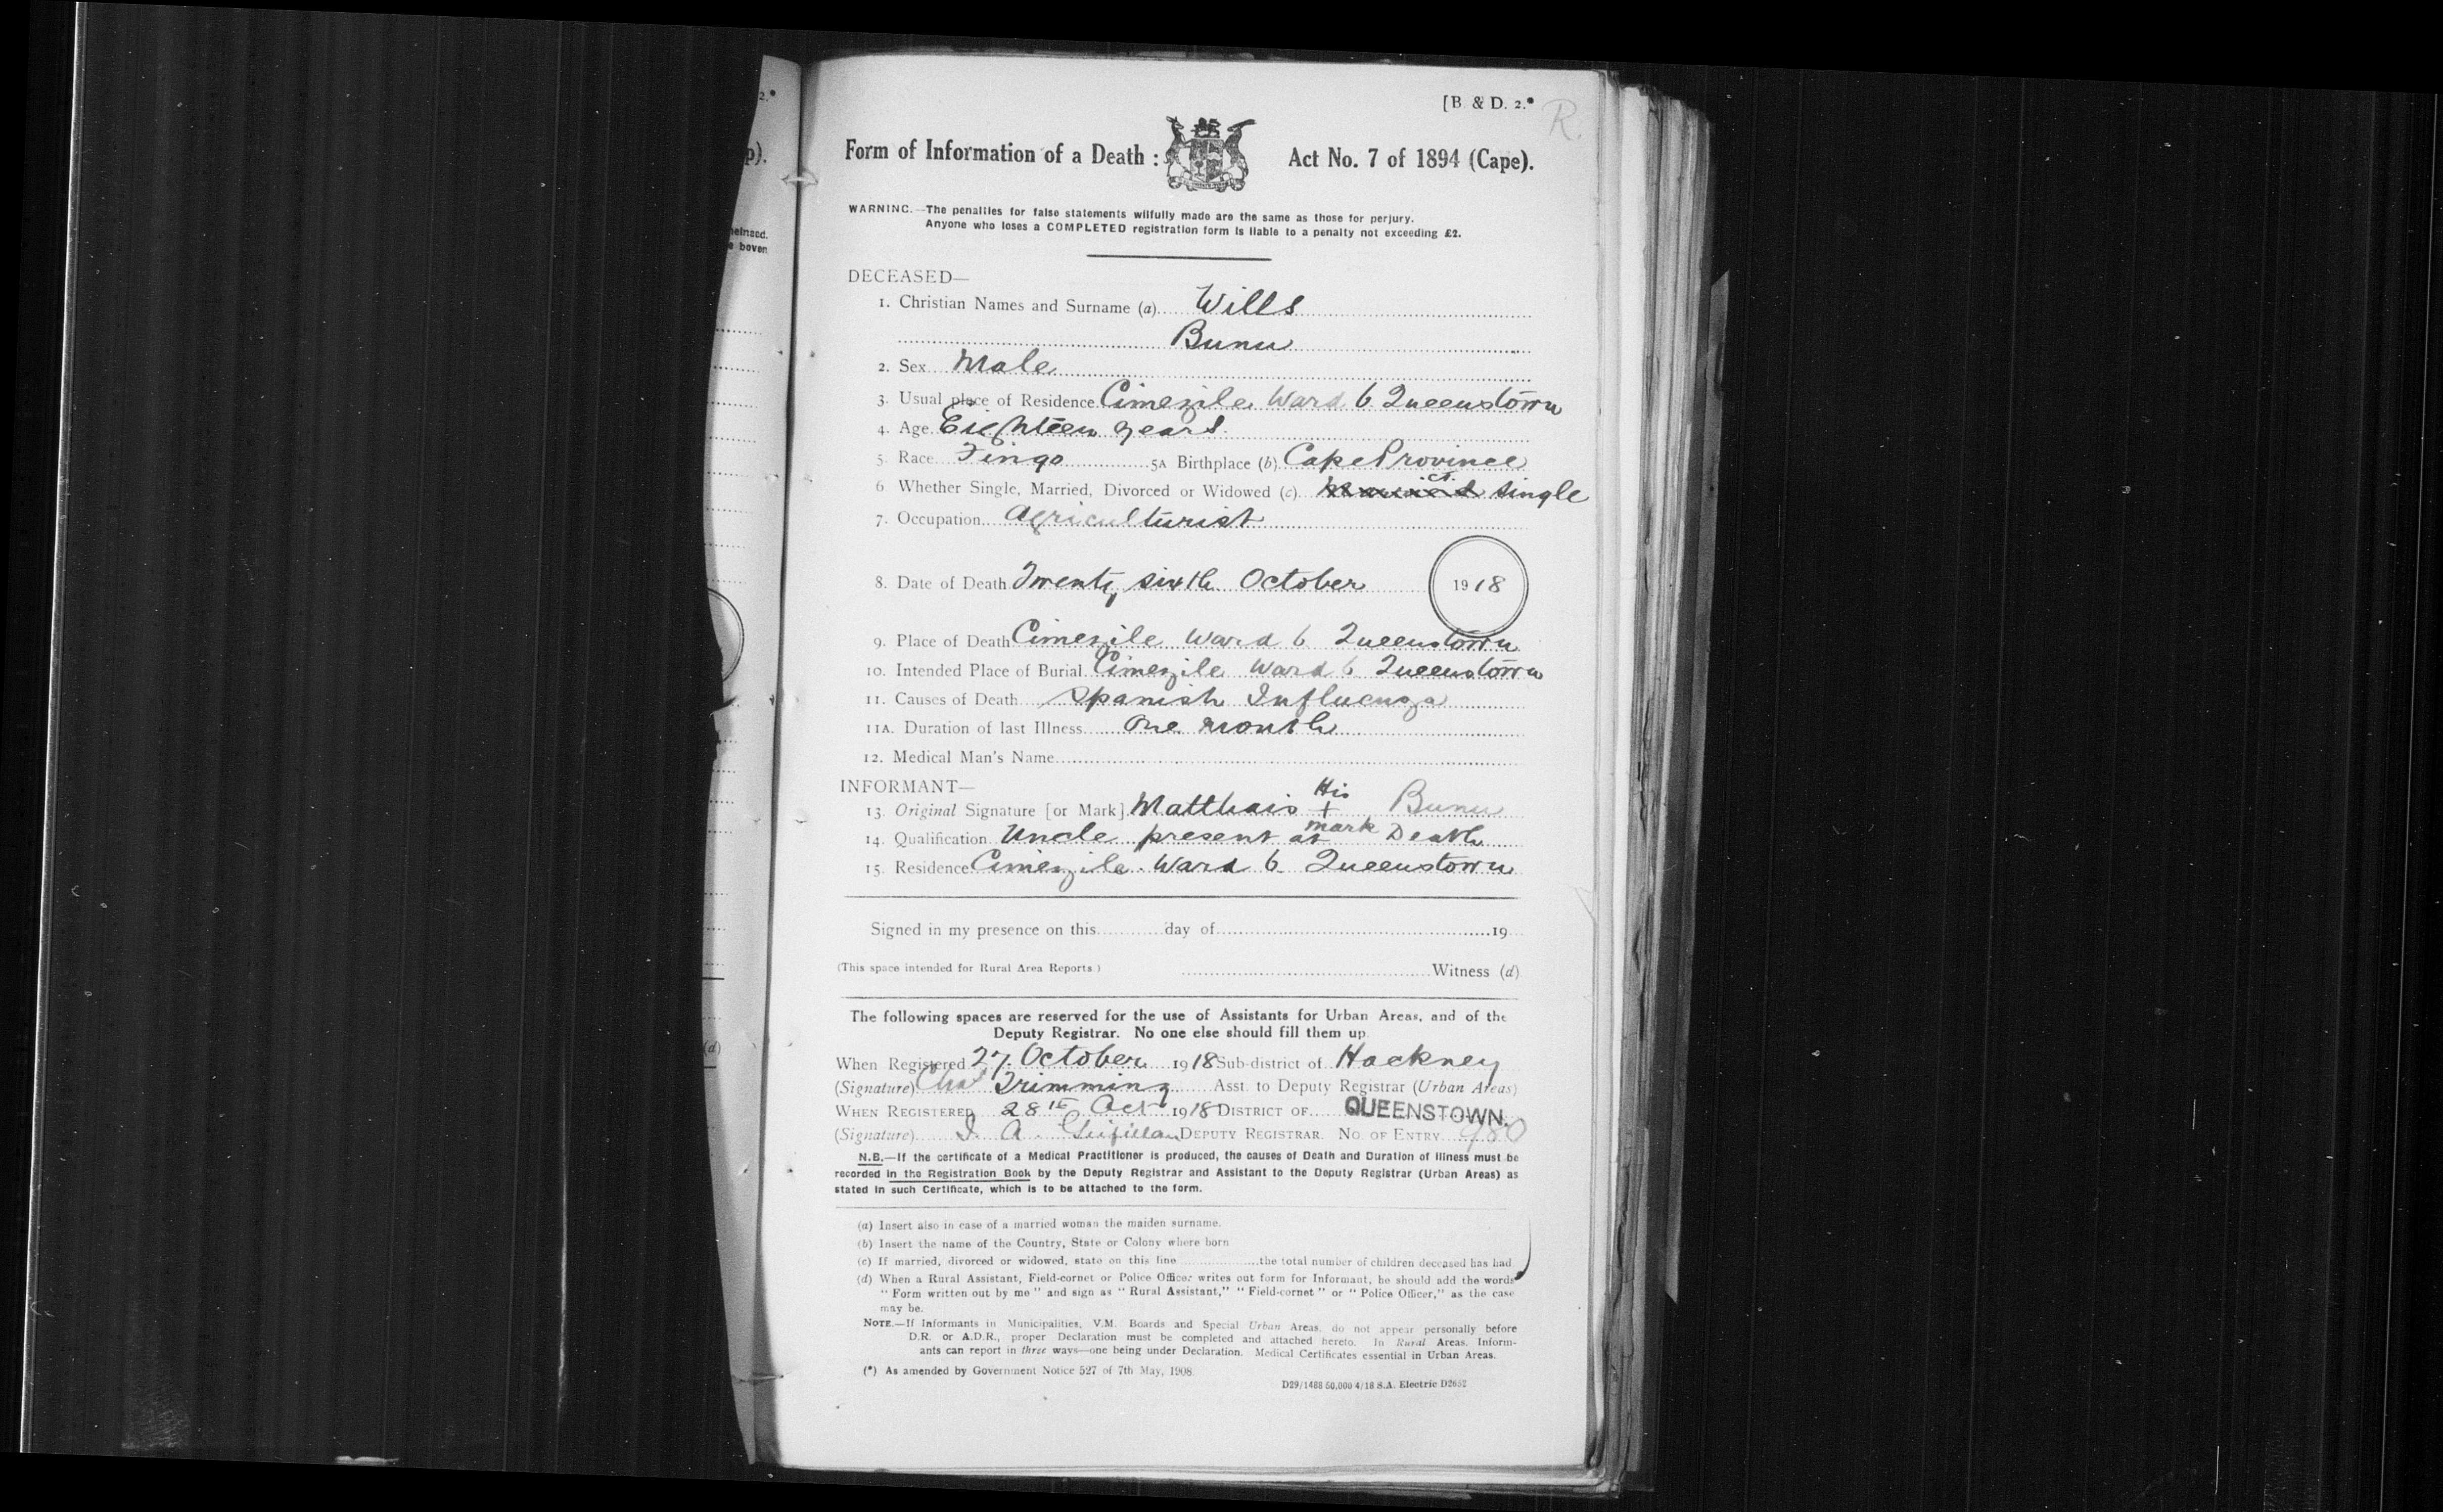 [B. & D. 2.*
R.
Form of Information of a Death : Act No. 7 of 1894 (Cape).
WARNING.—The penalties for false statements wilfully made are the same as those for perjury.
Anyone who loses a COMPLETED registration form is liable to a penalty not exceeding £2.
DECEASED—
1. Christian Names and Surname (a) Wills
Bunu
2. Sex Male
3. Usual place of Residence Cimezile Ward 6 Queenstown
4. Age Eighteen years
5. Race Fingo 5A Birthplace (b) Cape Province
6 Whether Single, Married, Divorced or Widowed (c) Married single
7. Occupation Agriculturist
8. Date of Death Twenty sixth October 1918
9. Place of Death Cimezile Ward 6 Queenstown
10. Intended Place of Burial Cimezile Ward 6 Queenstown
11. Causes of Death Spanish Influenza
11A. Duration of last Illness One month
12. Medical Man's Name
INFORMANT—
13. Original Signature [or Mark] Matthais His + mark Bunu
14. Qualification Uncle present at Death
15. Residence Cimezile Ward 6 Queenstown
Signed in my presence on this day of 19
(This space intended for Rural Area Reports.) Witness (d)
The following spaces are reserved for the use of Assistants for Urban Areas, and of the
Deputy Registrar. No one else should fill them up.
When Registered 27 October 1918 Sub-district of Hackney
(Signature) Chas Trimming Asst. to Deputy Registrar (Urban Areas)
WHEN REGISTERED 28th Oct 1918 DISTRICT OF QUEENSTOWN.
(Signature) DEPUTY REGISTRAR. NO. OF ENTRY 980
N.B.—If the certificate of a Medical Practitioner is produced, the causes of Death and Duration of Illness must be
recorded in the Registration Book by the Deputy Registrar and Assistant to the Deputy Registrar (Urban Areas) as
stated in such Certificate, which is to be attached to the form.
(a) Insert also in case of a married woman the maiden surname.
(b) Insert the name of the Country, State or Colony where born
(c) If married, divorced or widowed, state on this line the total number of children deceased has had.
(d) When a Rural Assistant, Field-cornet or Police Officer writes out form for Informant, he should add the words
" Form written out by me " and sign as " Rural Assistant," " Field-cornet " or " Police Officer," as the case
may be.
NOTE.—If Informants in Municipalities, V.M. Boards and Special Urban Areas, do not appear personally before
D.R. or A.D.R., proper Declaration must be completed and attached hereto. In Rural Areas, Inform-
ants can report in three ways—one being under Declaration. Medical Certificates essential in Urban Areas.
(*) As amended by Government Notice 527 of 7th May, 1908.
D29/1488 50,000 4/18 S.A. Electric D2652